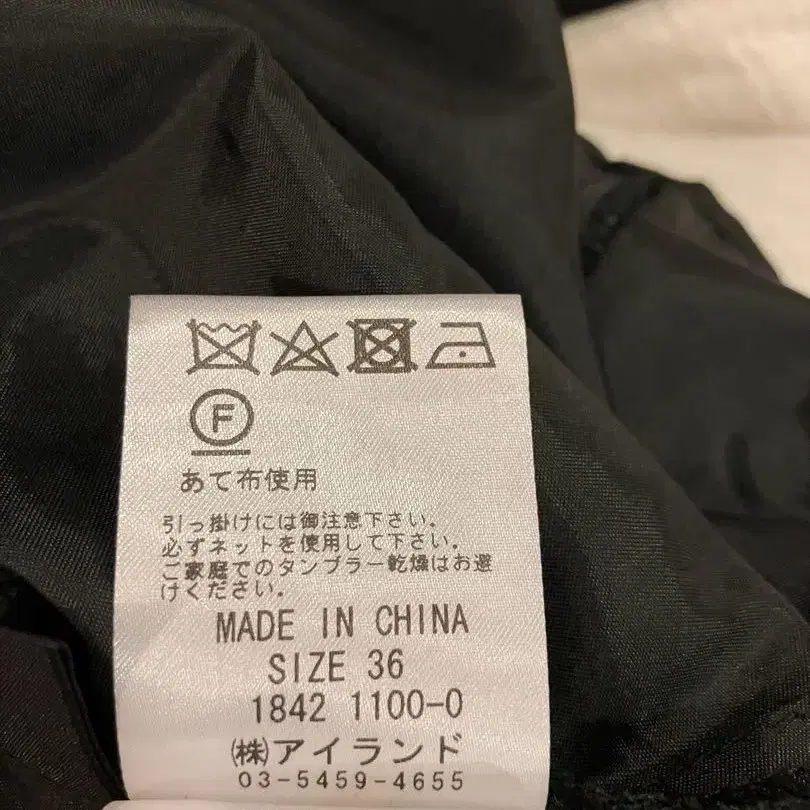 F
あて布使用
引っ掛けには御注意下さい。
必ずネットを使用して下さい。
ご家庭でのタンブラー乾燥はお避
けください。
MADE IN CHINA
SIZE 36
1842 1100-0
㈱アイランド
03-5459-4655